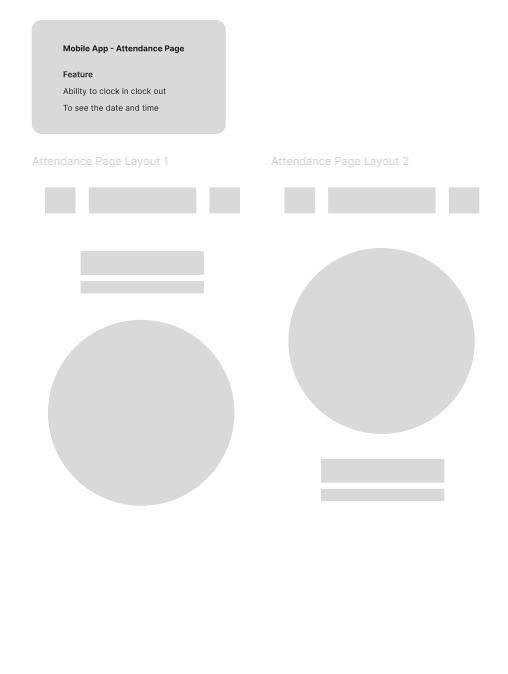 Mobile App - Attendance Page
Feature
Ability to clock in clock out
To see the date and time
Attendance Page Layout 1
Attendance Page Layout 2